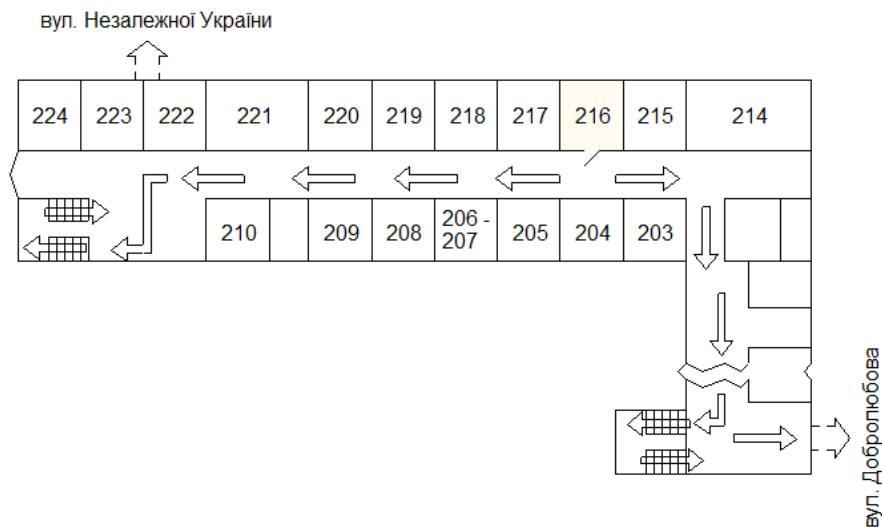 вул. Незалежної України
224 223 222 221 220 219 218 217 216 215 214
210 209 208 206 - 207 205 204 203
вул. Добролюбова